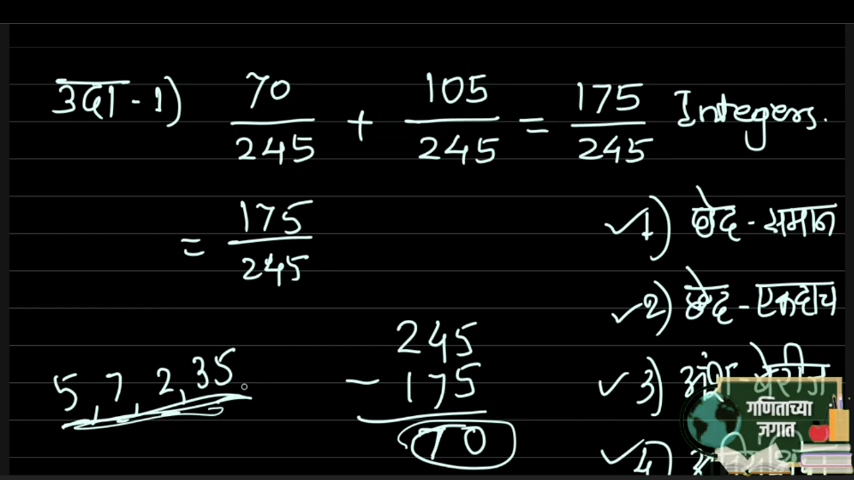 उदा - 1) 70/245 + 105/245 = 175/245 Integers.
= 175/245
✓1) छेद - समान
✓2) छेद - एकदाच
✓3) अंश बेरीज
✓4)
245
- 175
70
5, 7, 2, 35
गणिताच्या
जगात